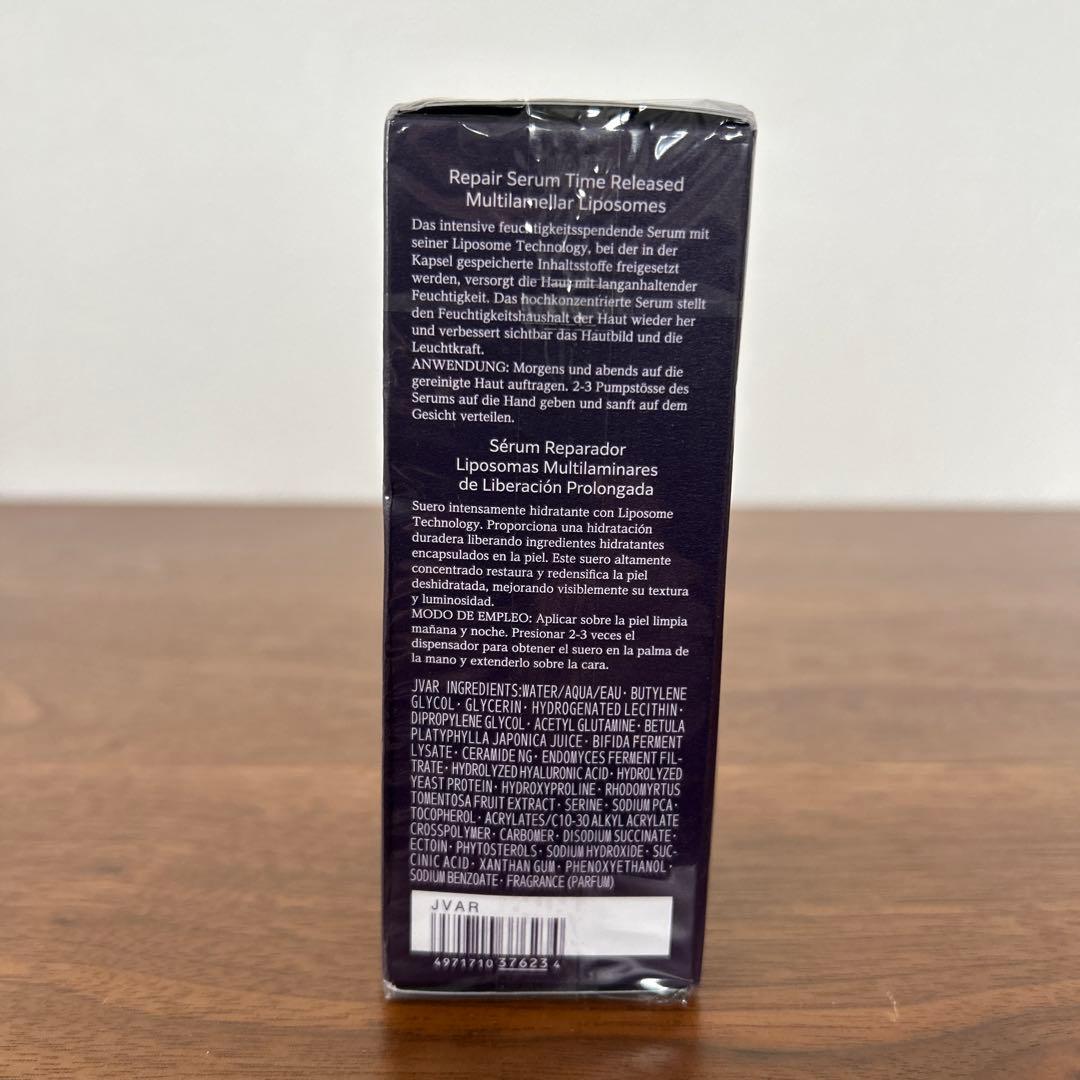 Repair Serum Time Released
Multilamellar Liposomes
Das intensive feuchtigkeitsspendende Serum mit
seiner Liposome Technology, bei der in der
Kapsel gespeicherte Inhaltsstoffe freigesetzt
werden, versorgt die Haut mit langanhaltender
Feuchtigkeit. Das hochkonzentrierte Serum stellt
den Feuchtigkeitshaushalt der Haut wieder her
und verbessert sichtbar das Hautbild und die
Leuchtkraft.
ANWENDUNG: Morgens und abends auf die
gereinigte Haut auftragen. 2-3 Pumpstösse des
Serums auf die Hand geben und sanft auf dem
Gesicht verteilen.
Sérum Reparador
Liposomas Multilaminares
de Liberación Prolongada
Suero intensamente hidratante con Liposome
Technology. Proporciona una hidratación
duradera liberando ingredientes hidratantes
encapsulados en la piel. Este suero altamente
concentrado restaura y redensifica la piel
deshidratada, mejorando visiblemente su textura
y luminosidad.
MODO DE EMPLEO: Aplicar sobre la piel limpia
mañana y noche. Presionar 2-3 veces el
dispensador para obtener el suero en la palma de
la mano y extenderlo sobre la cara.
JVAR INGREDIENTS:WATER/AQUA/EAU· BUTYLENE
GLYCOL· GLYCERIN· HYDROGENATED LECITHIN·
DIPROPYLENE GLYCOL· ACETYL GLUTAMINE· BETULA
PLATYPHYLLA JAPONICA JUICE· BIFIDA FERMENT
LYSATE· CERAMIDE NG· ENDOMYCES FERMENT FIL-
TRATE· HYDROLYZED HYALURONIC ACID· HYDROLYZED
YEAST PROTEIN· HYDROXYPROLINE· RHODOMYRTUS
TOMENTOSA FRUIT EXTRACT· SERINE· SODIUM PCA·
TOCOPHEROL· ACRYLATES/C10-30 ALKYL ACRYLATE
CROSSPOLYMER· CARBOMER· DISODIUM SUCCINATE·
ECTOIN· PHYTOSTEROLS· SODIUM HYDROXIDE· SUC-
CINIC ACID· XANTHAN GUM· PHENOXYETHANOL·
SODIUM BENZOATE· FRAGRANCE (PARFUM)
JVAR
4971710 376234